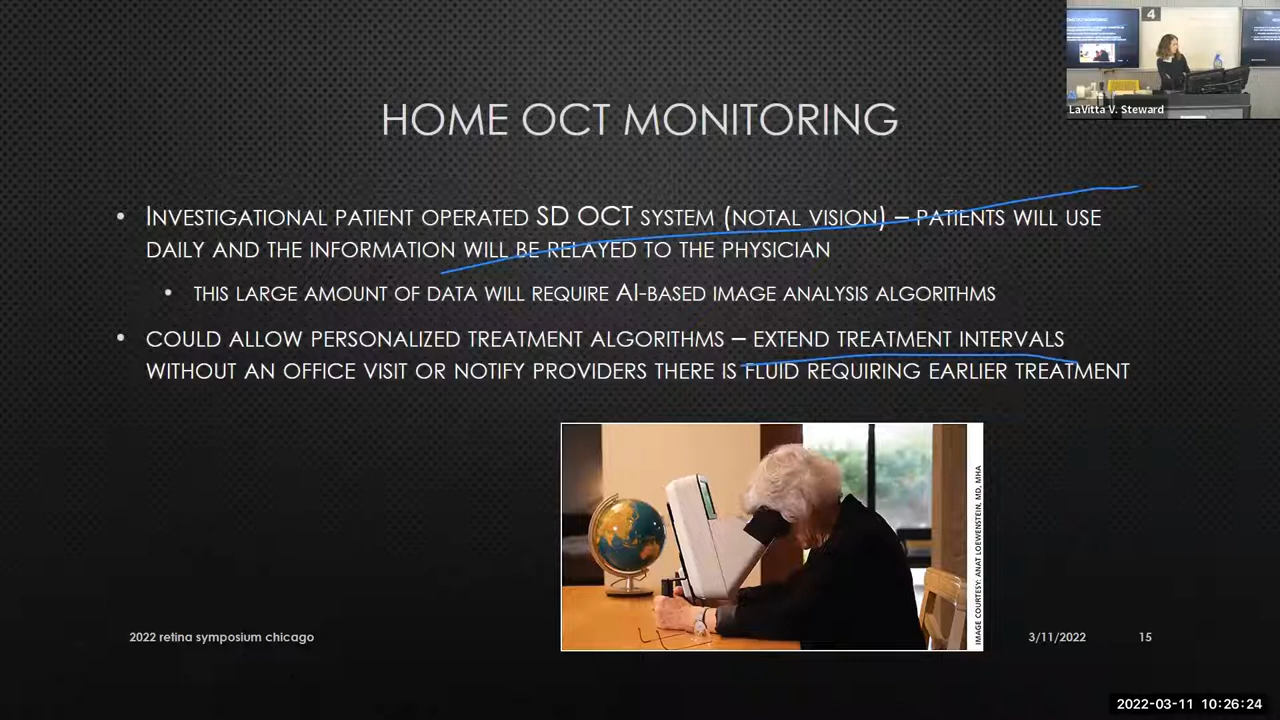 4
LaVitta V. Steward
HOME OCT MONITORING
• INVESTIGATIONAL PATIENT OPERATED SD OCT SYSTEM (NOTAL VISION) – PATIENTS WILL USE
DAILY AND THE INFORMATION WILL BE RELAYED TO THE PHYSICIAN
• THIS LARGE AMOUNT OF DATA WILL REQUIRE AI-BASED IMAGE ANALYSIS ALGORITHMS
• COULD ALLOW PERSONALIZED TREATMENT ALGORITHMS – EXTEND TREATMENT INTERVALS
WITHOUT AN OFFICE VISIT OR NOTIFY PROVIDERS THERE IS FLUID REQUIRING EARLIER TREATMENT
IMAGE COURTESY: ANAT LOEWENSTEIN, MD, MHA
2022 retina symposium chicago
3/11/2022
15
2022-03-11 10:26:24